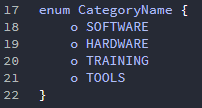 17 enum CategoryName {
18 o SOFTWARE
19 o HARDWARE
20 o TRAINING
21 o TOOLS
22 }